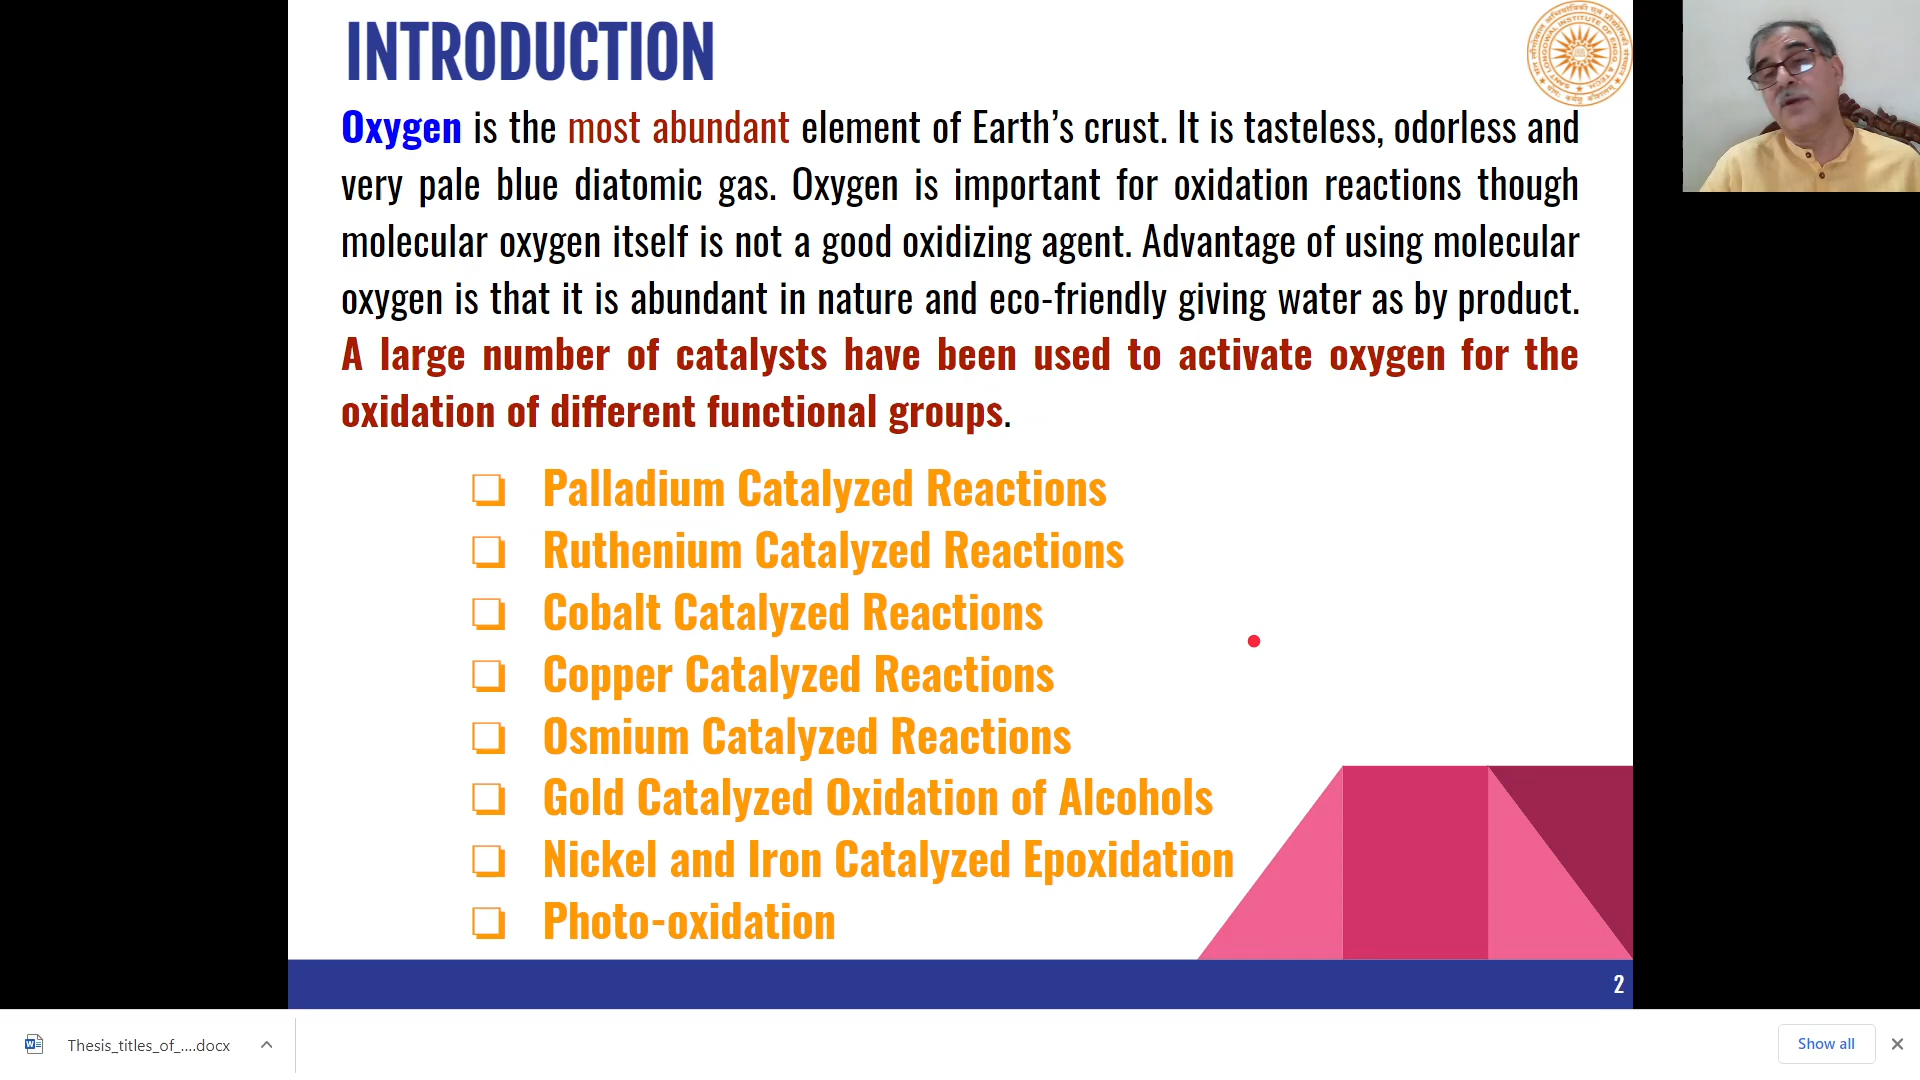 INTRODUCTION
Oxygen is the most abundant element of Earth’s crust. It is tasteless, odorless and
very pale blue diatomic gas. Oxygen is important for oxidation reactions though
molecular oxygen itself is not a good oxidizing agent. Advantage of using molecular
oxygen is that it is abundant in nature and eco-friendly giving water as by product.
A large number of catalysts have been used to activate oxygen for the
oxidation of different functional groups.
❑ Palladium Catalyzed Reactions
❑ Ruthenium Catalyzed Reactions
❑ Cobalt Catalyzed Reactions
❑ Copper Catalyzed Reactions
❑ Osmium Catalyzed Reactions
❑ Gold Catalyzed Oxidation of Alcohols
❑ Nickel and Iron Catalyzed Epoxidation
❑ Photo-oxidation
2
Thesis_titles_of_....docx
Show all